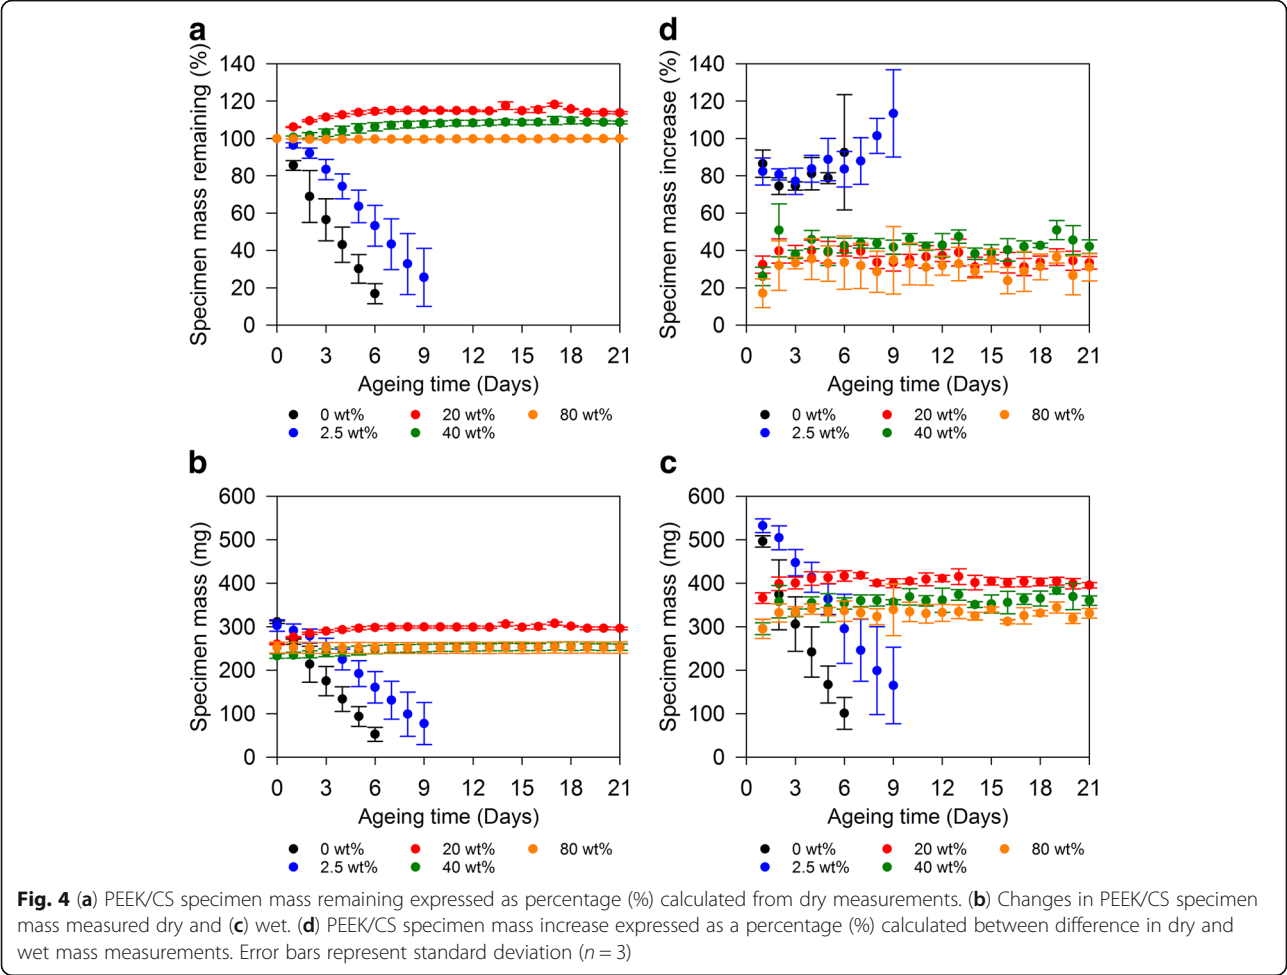 a
Specimen mass remaining (%)
140
120
100
80
60
40
20
0
0 3 6 9 12 15 18 21
Ageing time (Days)
0 wt% 20 wt% 80 wt%
2.5 wt% 40 wt%
d
Specimen mass increase (%)
140
120
100
80
60
40
20
0
0 3 6 9 12 15 18 21
Ageing time (Days)
0 wt% 20 wt% 80 wt%
2.5 wt% 40 wt%
b
Specimen mass (mg)
600
500
400
300
200
100
0
0 3 6 9 12 15 18 21
Ageing time (Days)
0 wt% 20 wt% 80 wt%
2.5 wt% 40 wt%
c
Specimen mass (mg)
600
500
400
300
200
100
0
0 3 6 9 12 15 18 21
Ageing time (Days)
0 wt% 20 wt% 80 wt%
2.5 wt% 40 wt%
Fig. 4 (a) PEEK/CS specimen mass remaining expressed as percentage (%) calculated from dry measurements. (b) Changes in PEEK/CS specimen
mass measured dry and (c) wet. (d) PEEK/CS specimen mass increase expressed as a percentage (%) calculated between difference in dry and
wet mass measurements. Error bars represent standard deviation (n = 3)